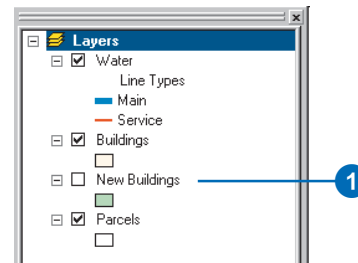 Layers
Water
Line Types
Main
Service
Buildings
New Buildings
1
Parcels